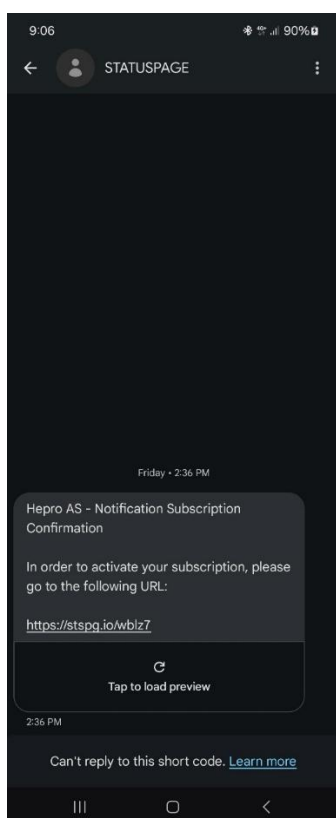 9:06
90%
STATUSPAGE
Friday • 2:36 PM
Hepro AS - Notification Subscription
Confirmation
In order to activate your subscription, please
go to the following URL:
https://stspg.io/wblz7
Tap to load preview
2:36 PM
Can't reply to this short code. Learn more